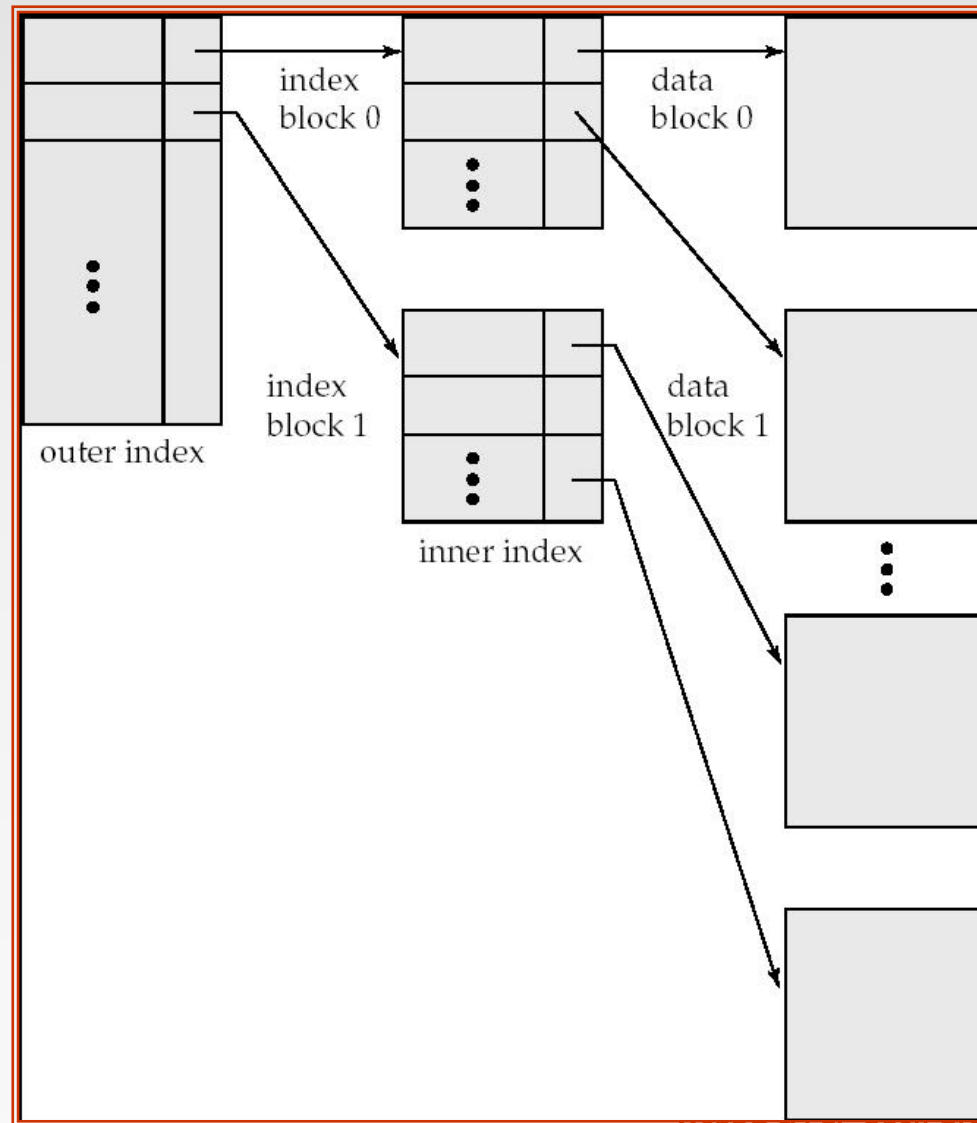 index
block 0
data
block 0
index
block 1
data
block 1
outer index
inner index